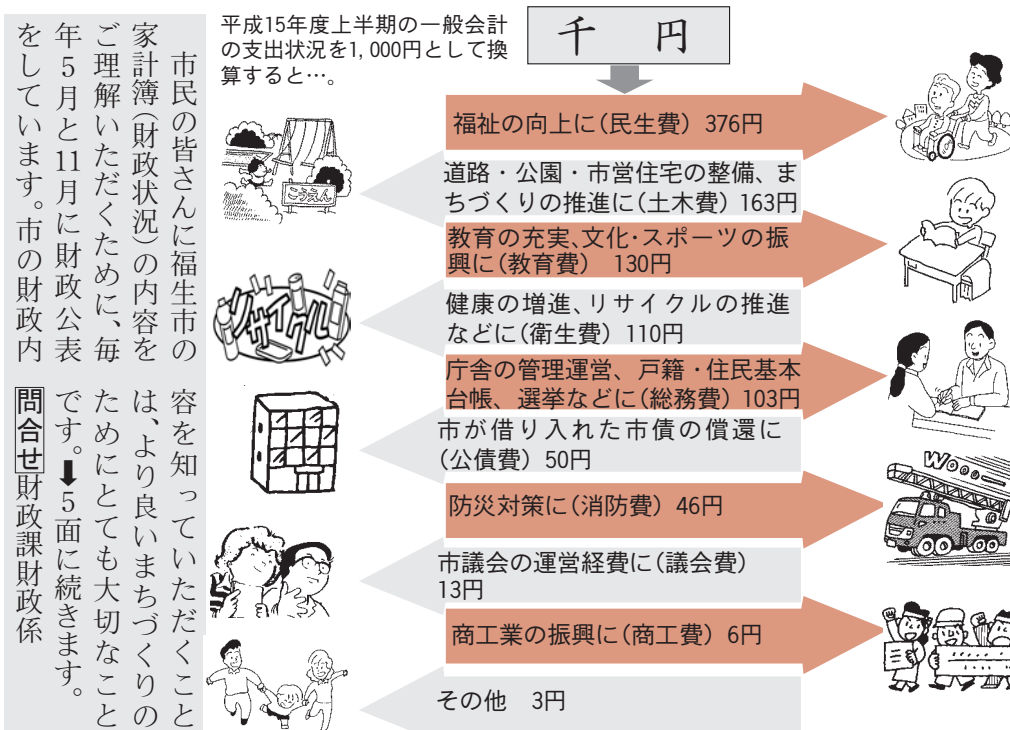 市民の皆さんに福生市の
家計簿(財政状況)の内容を
ご理解いただくために、毎
年5月と11月に財政公表
をしています。市の財政内
容を知っていただくこと
は、より良いまちづくりの
ためにとても大切なこと
です。➡5面に続きます。
問合せ財政課財政係
平成15年度上半期の一般会計
の支出状況を1,000円として換
算すると…。
千 円
福祉の向上に(民生費) 376円
道路・公園・市営住宅の整備、ま
ちづくりの推進に(土木費) 163円
こうえん
教育の充実、文化・スポーツの振
興に(教育費) 130円
健康の増進、リサイクルの推進
などに(衛生費) 110円
リサイクル
庁舎の管理運営、戸籍・住民基本
台帳、選挙などに(総務費) 103円
市が借り入れた市債の償還に
(公債費) 50円
防災対策に(消防費) 46円
Wooo
市議会の運営経費に(議会費)
13円
商工業の振興に(商工費) 6円
その他 3円